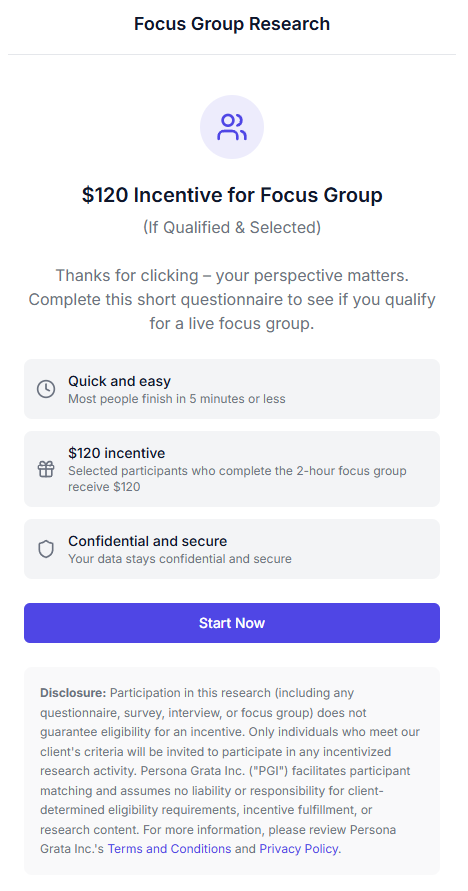 Focus Group Research
$120 Incentive for Focus Group
(If Qualified & Selected)
Thanks for clicking – your perspective matters.
Complete this short questionnaire to see if you qualify
for a live focus group.
Quick and easy
Most people finish in 5 minutes or less
$120 incentive
Selected participants who complete the 2-hour focus group
receive $120
Confidential and secure
Your data stays confidential and secure
Start Now
Disclosure: Participation in this research (including any
questionnaire, survey, interview, or focus group) does not
guarantee eligibility for an incentive. Only individuals who meet our
client's criteria will be invited to participate in any incentivized
research activity. Persona Grata Inc. ("PGI") facilitates participant
matching and assumes no liability or responsibility for client-
determined eligibility requirements, incentive fulfillment, or
research content. For more information, please review Persona
Grata Inc.'s Terms and Conditions and Privacy Policy.